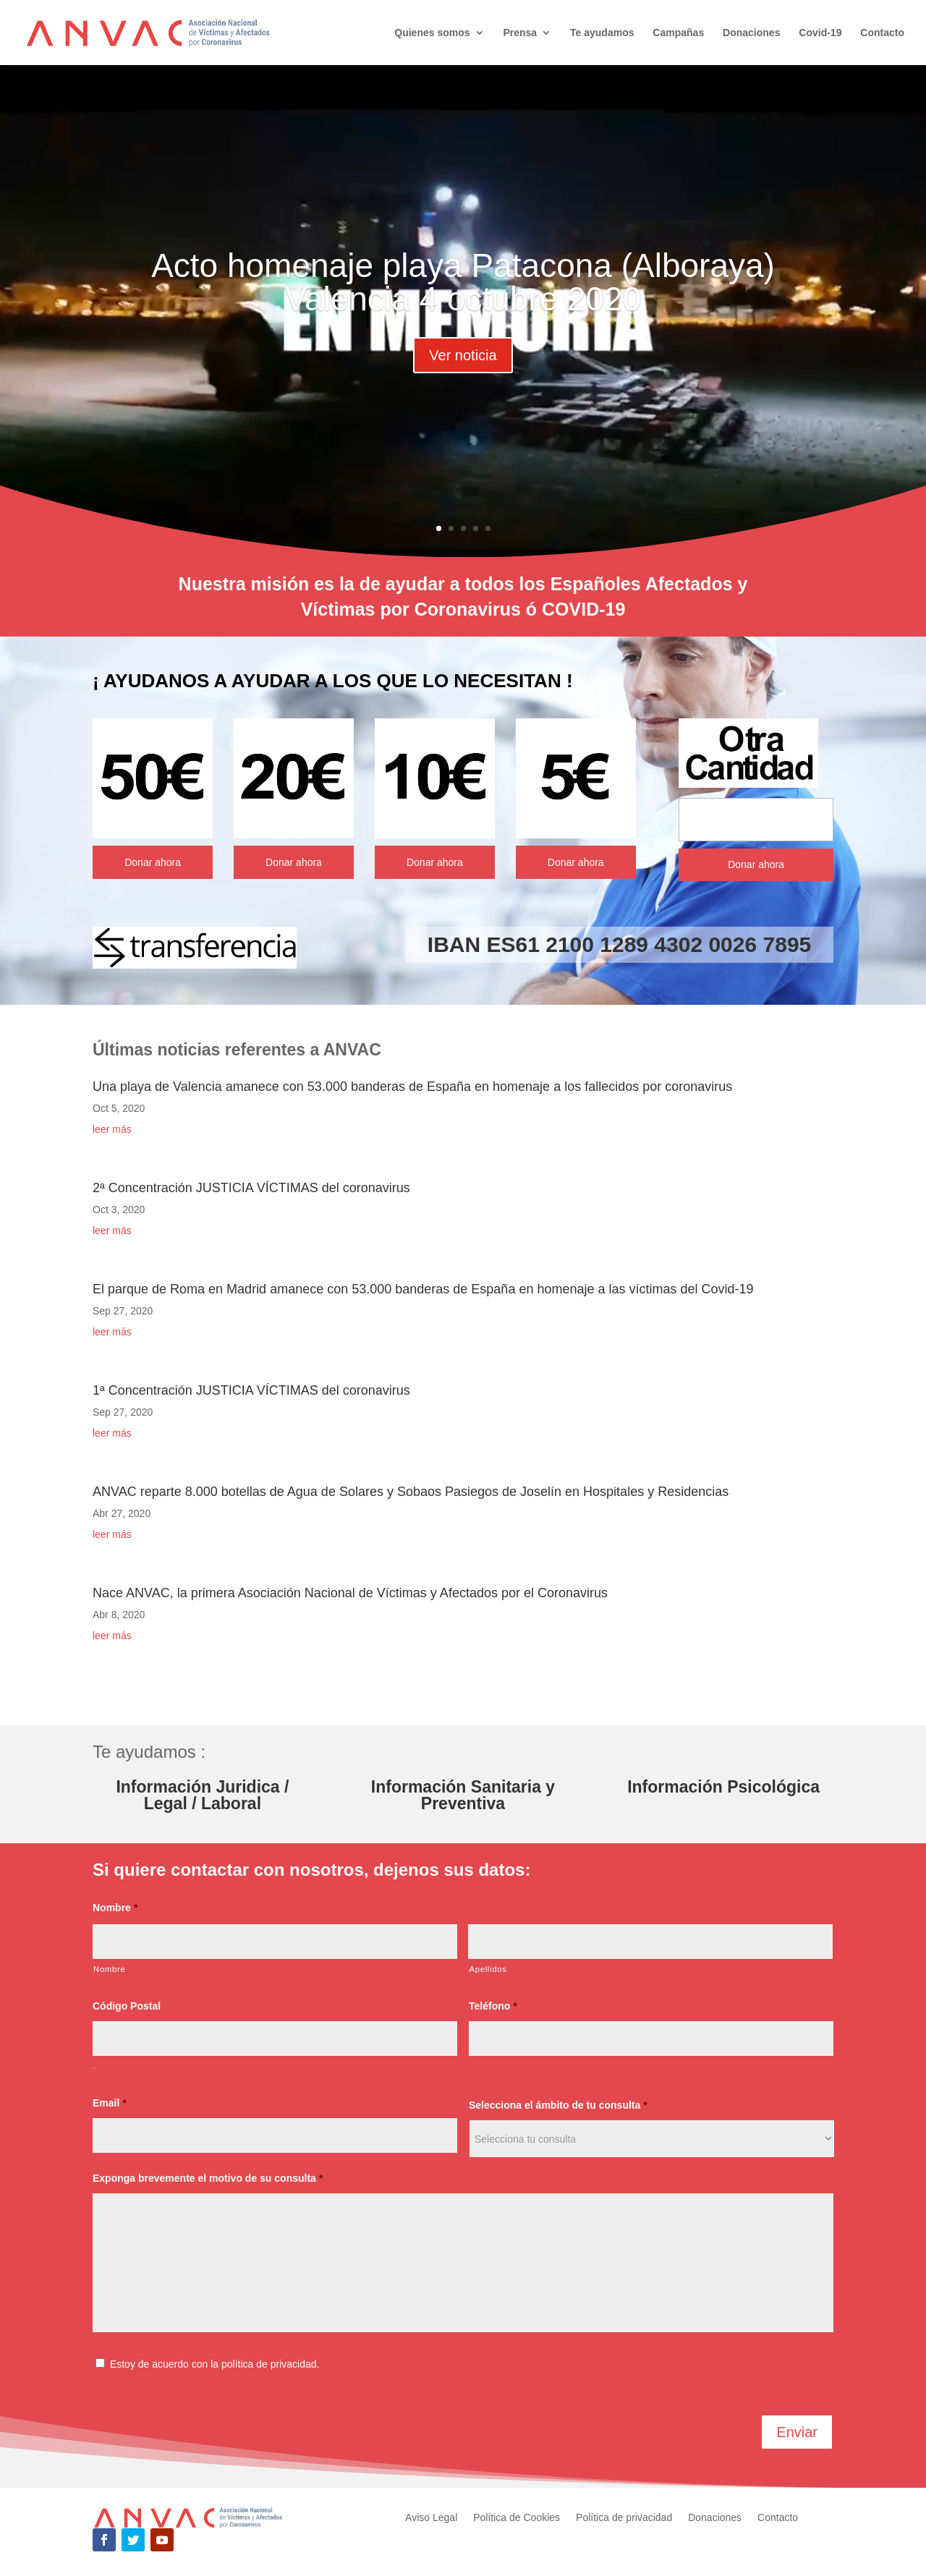 ANVAC
Asociación Nacional
de Víctimas y Afectados
por Coronavirus
Quienes somos
Prensa
Te ayudamos
Campañas
Donaciones
Covid-19
Contacto
Acto homenaje playa Patacona (Alboraya)
Valencia 4 octubre 2020
EN MEMORIA
Ver noticia
Nuestra misión es la de ayudar a todos los Españoles Afectados y
Víctimas por Coronavirus ó COVID-19
¡ AYUDANOS A AYUDAR A LOS QUE LO NECESITAN !
50€
20€
10€
5€
Otra
Cantidad
Donar ahora
Donar ahora
Donar ahora
Donar ahora
Donar ahora
transferencia
IBAN ES61 2100 1289 4302 0026 7895
Últimas noticias referentes a ANVAC
Una playa de Valencia amanece con 53.000 banderas de España en homenaje a los fallecidos por coronavirus
Oct 5, 2020
leer más
2ª Concentración JUSTICIA VÍCTIMAS del coronavirus
Oct 3, 2020
leer más
El parque de Roma en Madrid amanece con 53.000 banderas de España en homenaje a las víctimas del Covid-19
Sep 27, 2020
leer más
1ª Concentración JUSTICIA VÍCTIMAS del coronavirus
Sep 27, 2020
leer más
ANVAC reparte 8.000 botellas de Agua de Solares y Sobaos Pasiegos de Joselín en Hospitales y Residencias
Abr 27, 2020
leer más
Nace ANVAC, la primera Asociación Nacional de Víctimas y Afectados por el Coronavirus
Abr 8, 2020
leer más
Te ayudamos :
Información Juridica /
Legal / Laboral
Información Sanitaria y
Preventiva
Información Psicológica
Si quiere contactar con nosotros, dejenos sus datos:
Nombre *
Nombre
Apellidos
Código Postal
Teléfono *
.
Email *
Selecciona el ámbito de tu consulta *
Selecciona tu consulta
Exponga brevemente el motivo de su consulta *
Estoy de acuerdo con la política de privacidad.
Enviar
ANVAC
Asociación Nacional
de Víctimas y Afectados
por Coronavirus
Aviso Legal
Política de Cookies
Política de privacidad
Donaciones
Contacto